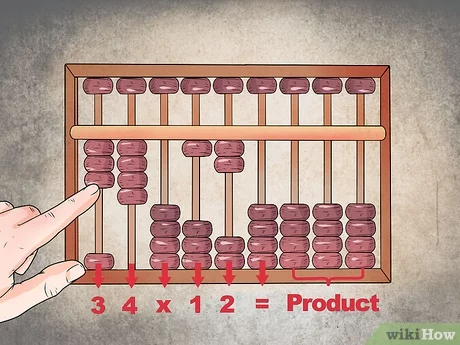 3 4 x 1 2 = Product
wikiHow